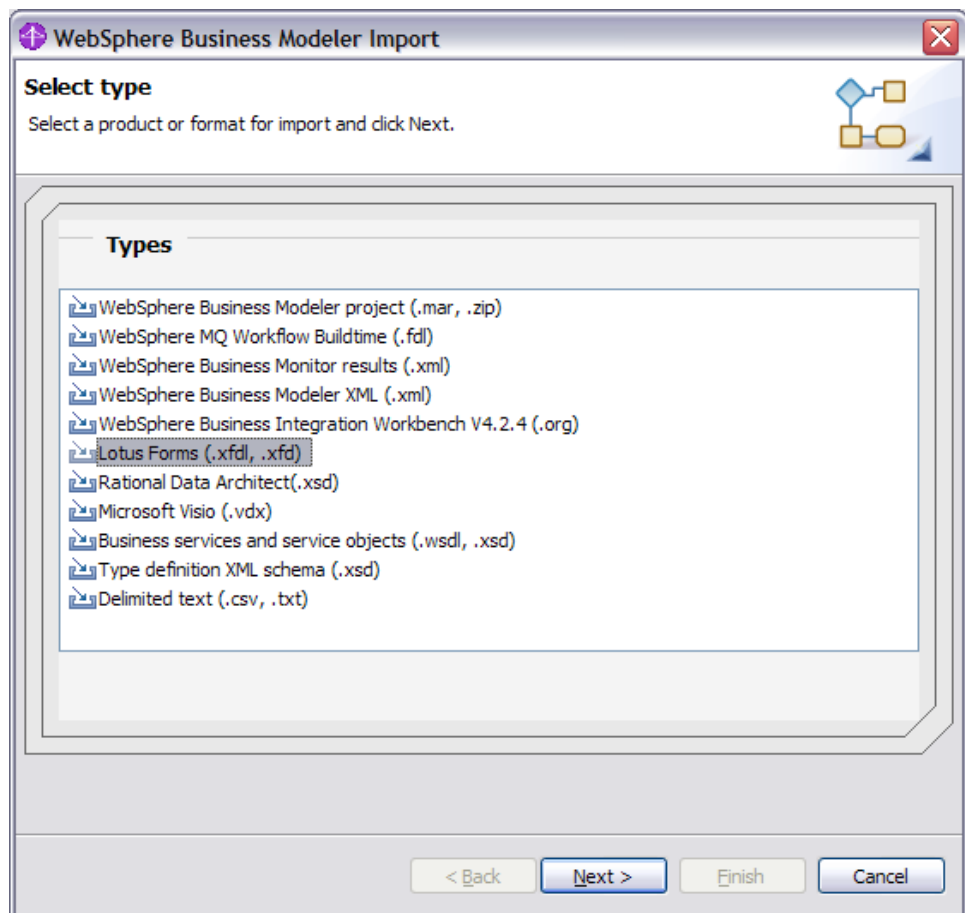 WebSphere Business Modeler Import
Select type
Select a product or format for import and click Next.
Types
WebSphere Business Modeler project (.mar, .zip)
WebSphere MQ Workflow Buildtime (.fdl)
WebSphere Business Monitor results (.xml)
WebSphere Business Modeler XML (.xml)
WebSphere Business Integration Workbench V4.2.4 (.org)
Lotus Forms (.xfdl, .xfd)
Rational Data Architect(.xsd)
Microsoft Visio (.vdx)
Business services and service objects (.wsdl, .xsd)
Type definition XML schema (.xsd)
Delimited text (.csv, .txt)
< Back Next > Finish Cancel